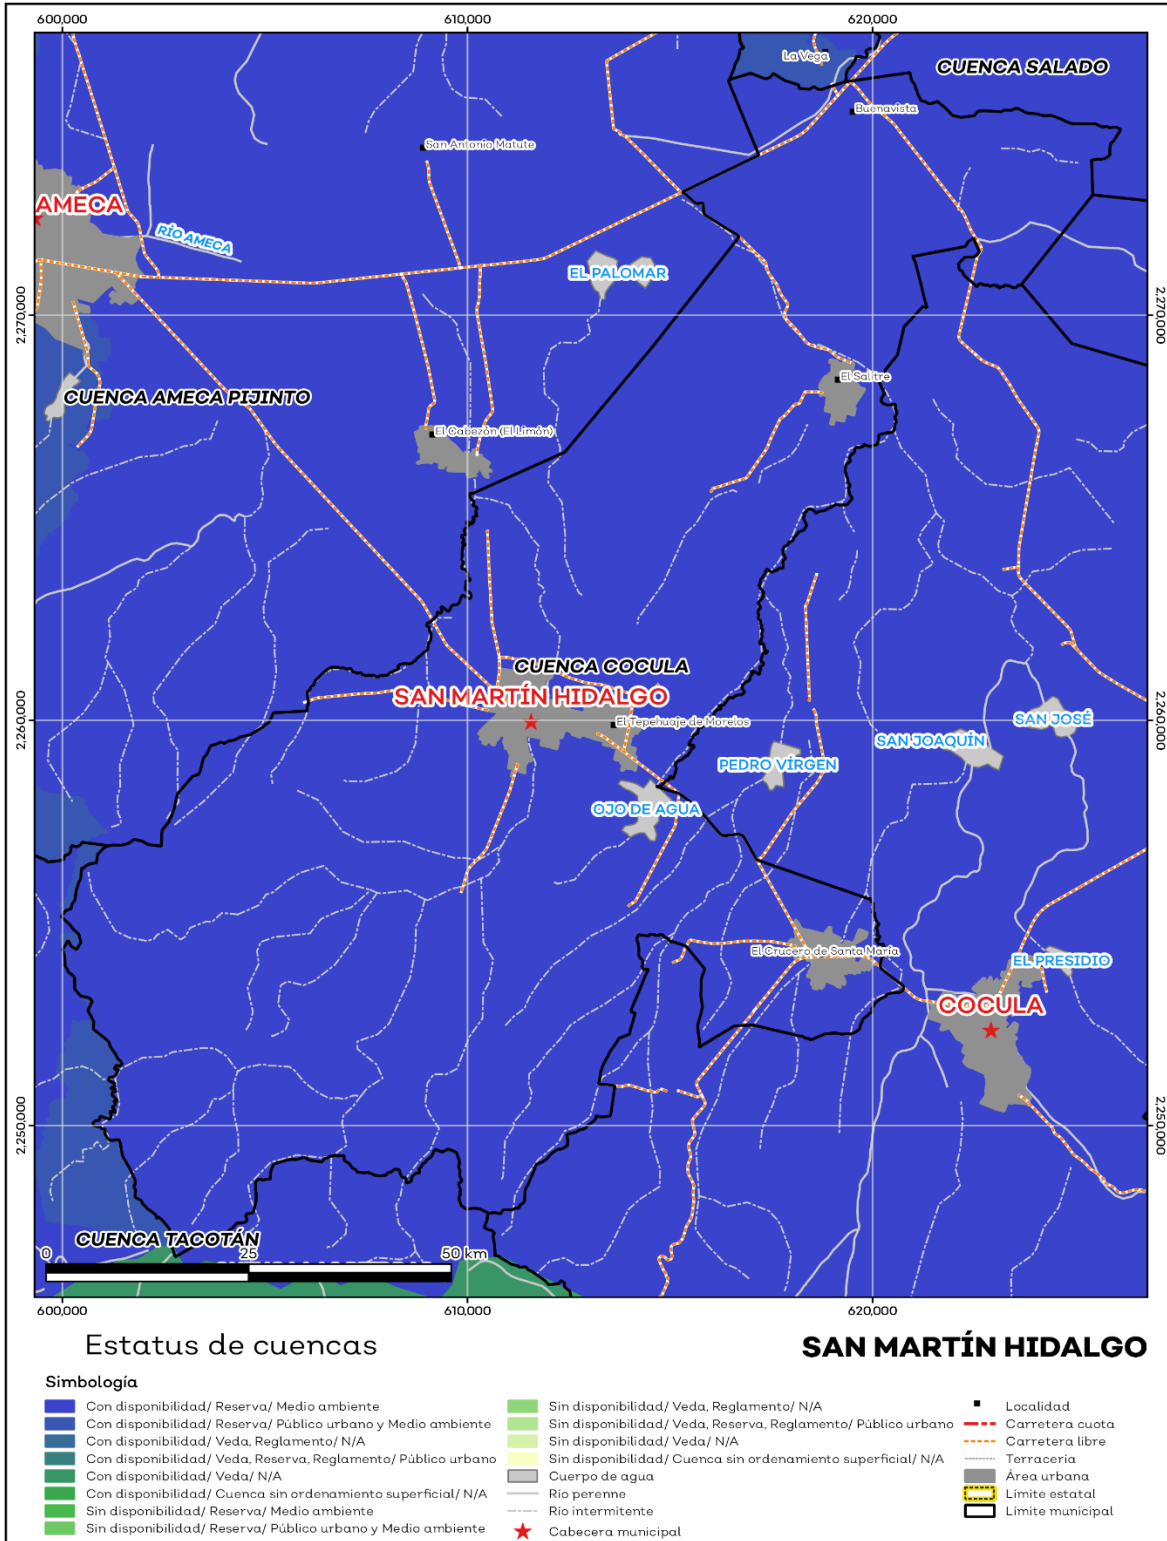 600,000
610,000
620,000
La Vega
CUENCA SALADO
Buenavista
San Antonio Matute
AMECA
RÍO AMECA
EL PALOMAR
2,270,000
2,270,000
El Salitre
CUENCA AMECA PIJINTO
El Cabezón (El Limón)
CUENCA COCULA
SAN MARTÍN HIDALGO
El Tepehuaje de Morelos
2,260,000
2,260,000
SAN JOSÉ
SAN JOAQUÍN
PEDRO VÍRGEN
OJO DE AGUA
El Crucero de Santa María
EL PRESIDIO
COCULA
2,250,000
2,250,000
CUENCA TACOTÁN
0
25
50 km
600,000
610,000
620,000
Estatus de cuencas
SAN MARTÍN HIDALGO
Simbología
Con disponibilidad/ Reserva/ Medio ambiente
Con disponibilidad/ Reserva/ Público urbano y Medio ambiente
Con disponibilidad/ Veda, Reglamento/ N/A
Con disponibilidad/ Veda, Reserva, Reglamento/ Público urbano
Con disponibilidad/ Veda/ N/A
Con disponibilidad/ Cuenca sin ordenamiento superficial/ N/A
Sin disponibilidad/ Reserva/ Medio ambiente
Sin disponibilidad/ Reserva/ Público urbano y Medio ambiente
Sin disponibilidad/ Veda, Reglamento/ N/A
Sin disponibilidad/ Veda, Reserva, Reglamento/ Público urbano
Sin disponibilidad/ Veda/ N/A
Sin disponibilidad/ Cuenca sin ordenamiento superficial/ N/A
Cuerpo de agua
Río perenne
Río intermitente
Cabecera municipal
Localidad
Carretera cuota
Carretera libre
Terracería
Área urbana
Límite estatal
Límite municipal